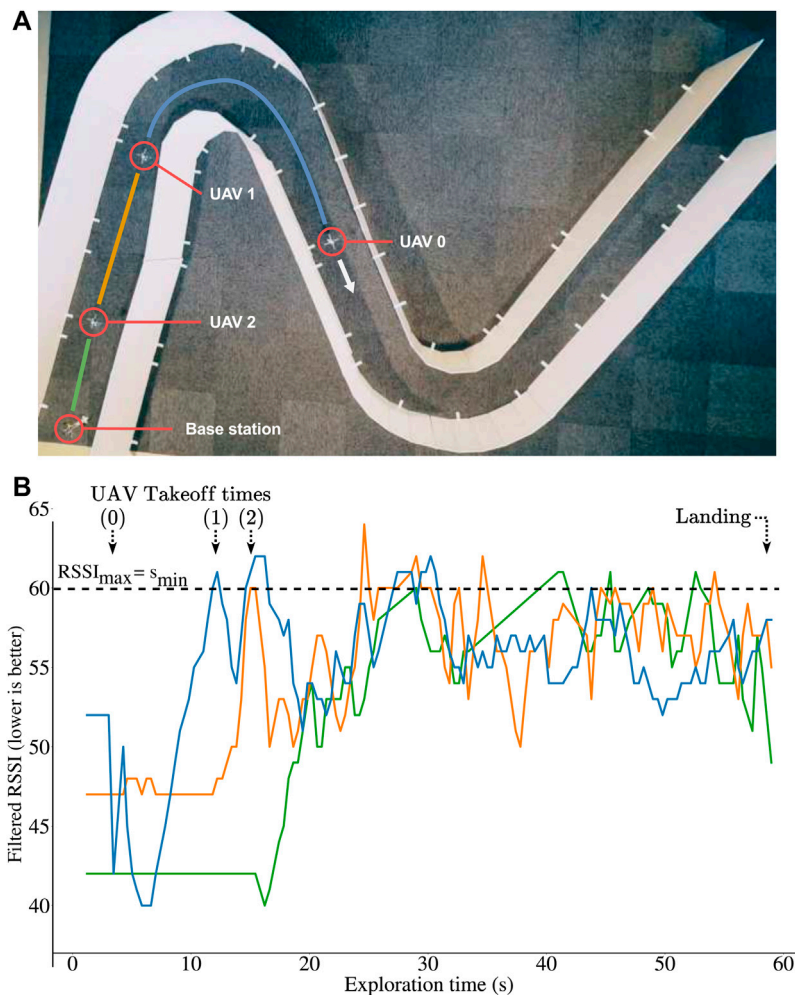 A
UAV 1
UAV 0
UAV 2
Base station
B
UAV Takeoff times
(0) (1) (2)
Landing
RSSImax = smin
65
60
55
50
45
40
Filtered RSSI (lower is better)
0 10 20 30 40 50 60
Exploration time (s)